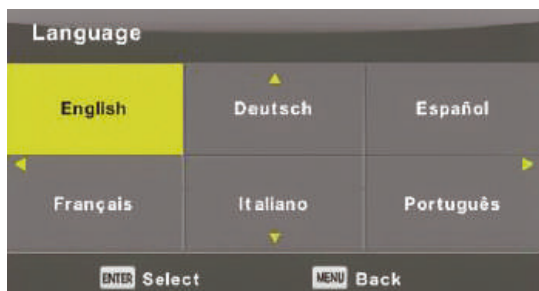 Language
English Deutsch Español
Français Italiano Português
ENTER Select MENU Back